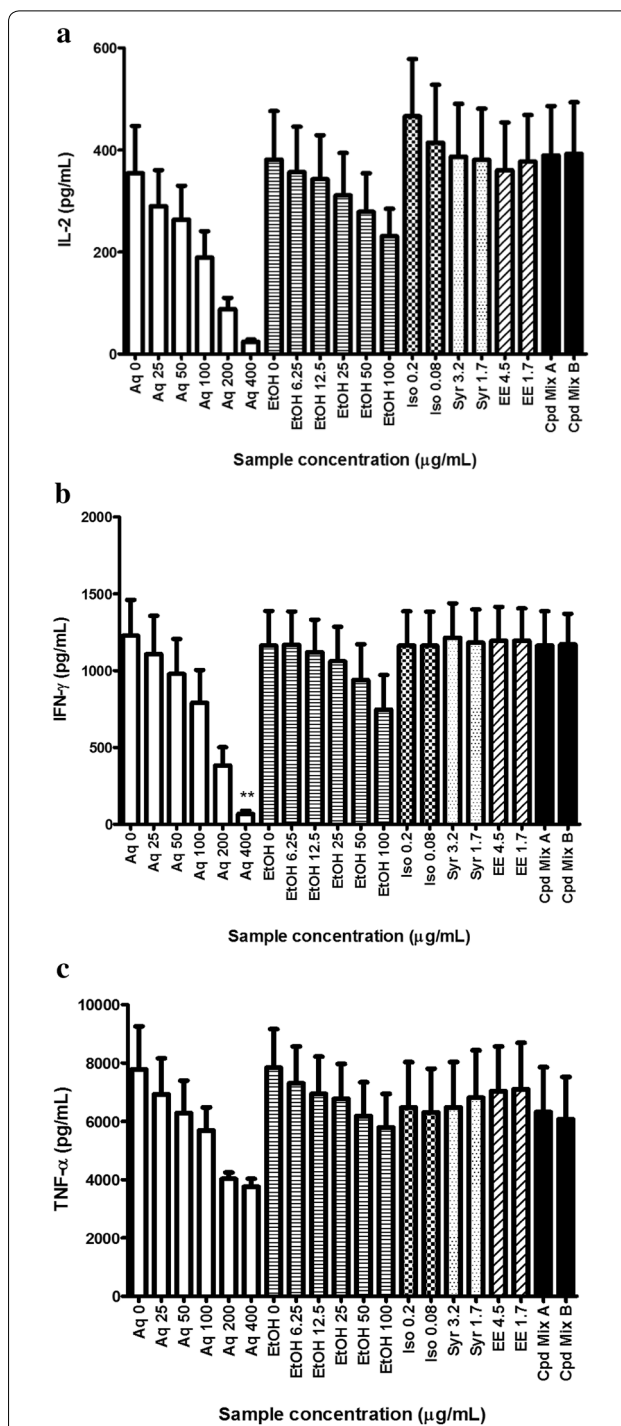 a
600
400
200
0
IL-2 (pg/mL)
Aq 0
Aq 25
Aq 50
Aq 100
Aq 200
Aq 400
EtOH 0
EtOH 6.25
EtOH 12.5
EtOH 25
EtOH 50
EtOH 100
Iso 0.2
Iso 0.08
Syr 3.2
Syr 1.7
EE 4.5
EE 1.7
Cpd Mix A
Cpd Mix B
Sample concentration (μg/mL)
b
2000
1500
1000
500
0
IFN-γ (pg/mL)
**
Aq 0
Aq 25
Aq 50
Aq 100
Aq 200
Aq 400
EtOH 0
EtOH 6.25
EtOH 12.5
EtOH 25
EtOH 50
EtOH 100
Iso 0.2
Iso 0.08
Syr 3.2
Syr 1.7
EE 4.5
EE 1.7
Cpd Mix A
Cpd Mix B
Sample concentration (μg/mL)
c
10000
8000
6000
4000
2000
0
TNF-α (pg/mL)
Aq 0
Aq 25
Aq 50
Aq 100
Aq 200
Aq 400
EtOH 0
EtOH 6.25
EtOH 12.5
EtOH 25
EtOH 50
EtOH 100
Iso 0.2
Iso 0.08
Syr 3.2
Syr 1.7
EE 4.5
EE 1.7
Cpd Mix A
Cpd Mix B
Sample concentration (μg/mL)